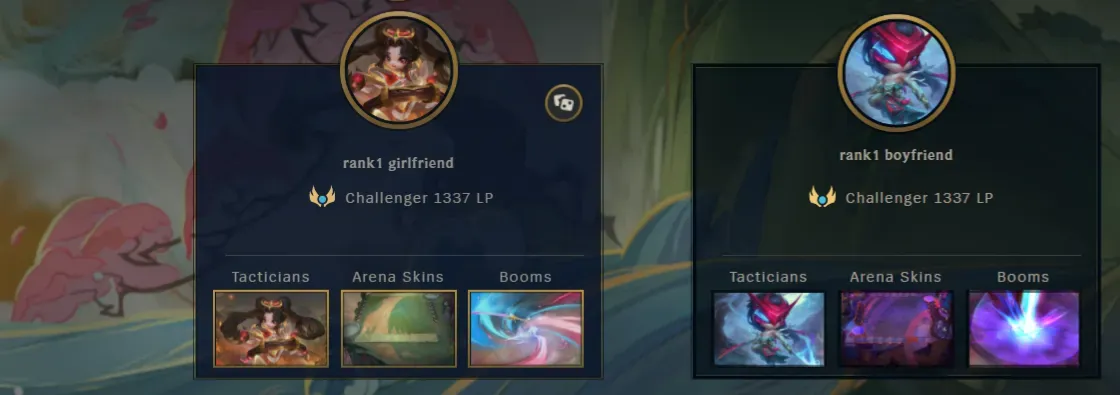 rank1 girlfriend
Challenger 1337 LP
Tacticians Arena Skins Booms
rank1 boyfriend
Challenger 1337 LP
Tacticians Arena Skins Booms